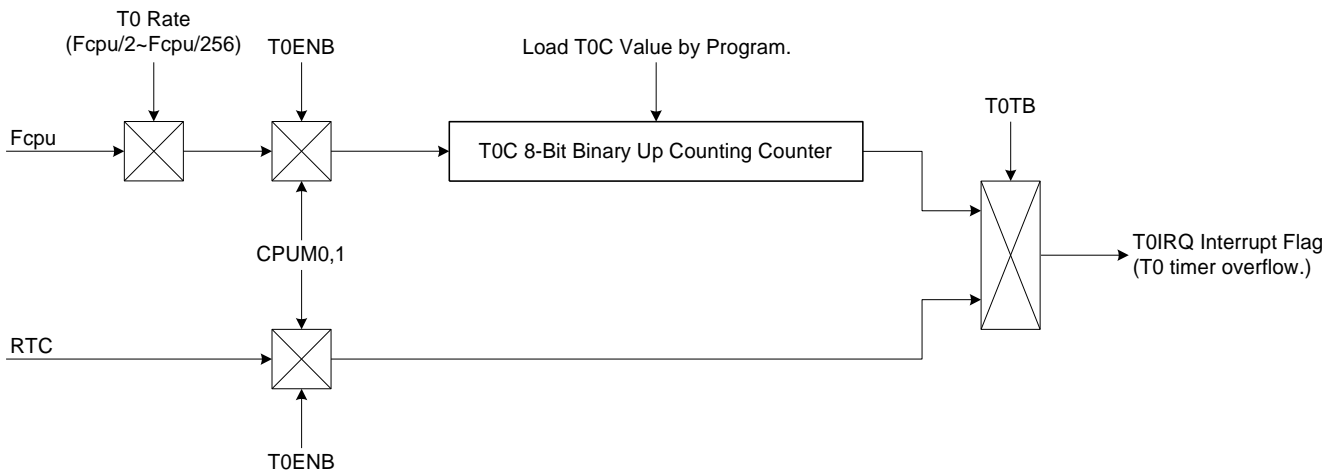 T0 Rate
(Fcpu/2~Fcpu/256)
T0ENB
Load T0C Value by Program.
T0TB
Fcpu
T0C 8-Bit Binary Up Counting Counter
CPUM0,1
T0IRQ Interrupt Flag
(T0 timer overflow.)
RTC
T0ENB